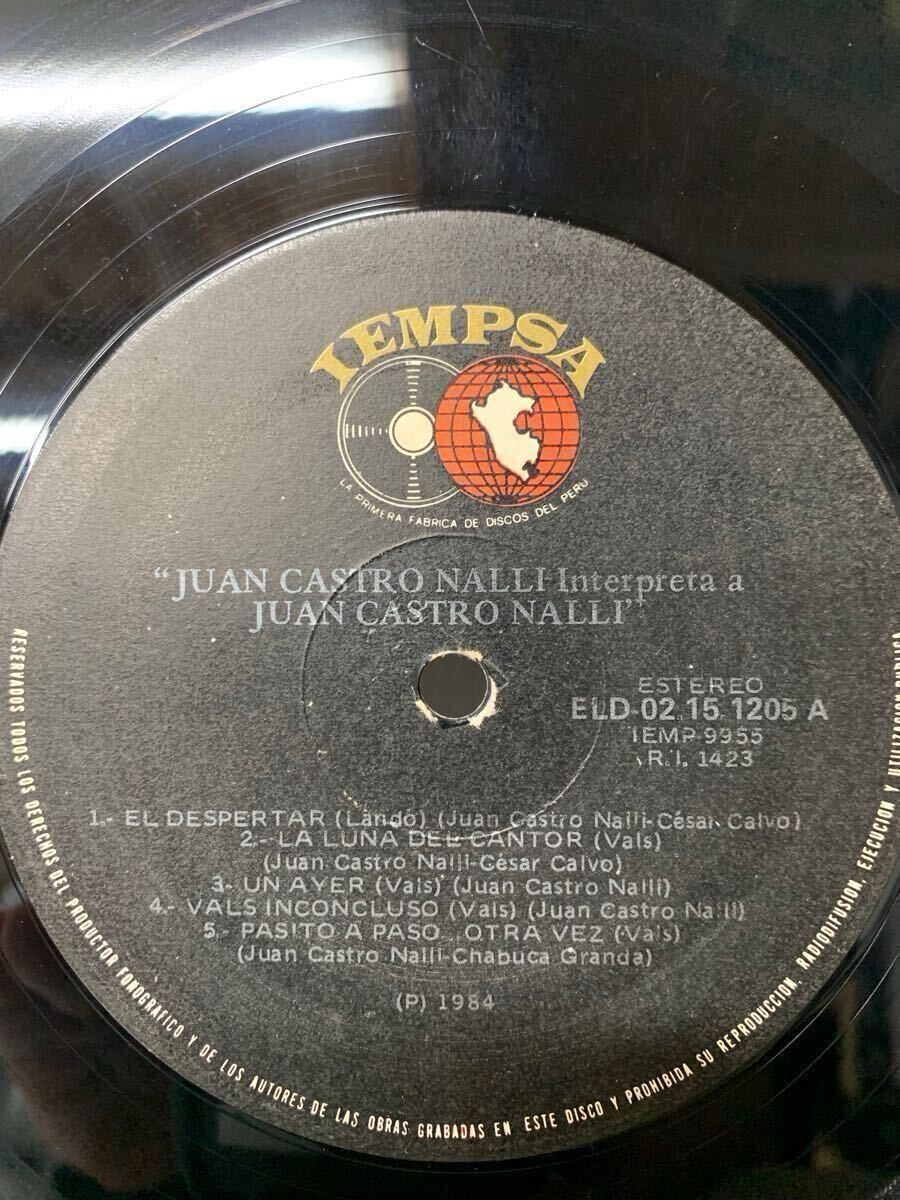 IEMPSA
LA PRIMERA FABRICA DE DISCOS DEL PERU
“JUAN CASTRO NALLI Interpreta a
JUAN CASTRO NALLI”
ESTEREO
ELD-02.15.1205 A
IEMP-9955
R.I. 1423
1.- EL DESPERTAR (Landó) (Juan Castro Nalli-César Calvo)
2.- LA LUNA DEL CANTOR (Vals)
(Juan Castro Nalli-César Calvo)
3- UN AYER (Vals) (Juan Castro Nalli)
4.- VALS INCONCLUSO (Vals) (Juan Castro Nalli)
5.- PASITO A PASO...OTRA VEZ (Vals)
(Juan Castro Nalli-Chabuca Granda)
(P) 1984
RESERVADOS TODOS LOS DERECHOS DEL PRODUCTOR FONOGRAFICO Y DE LOS AUTORES DE LAS OBRAS GRABADAS EN ESTE DISCO Y PROHIBIDA SU REPRODUCCION, RADIODIFUSION, EJECUCION Y UTILIZACION PUBLICA